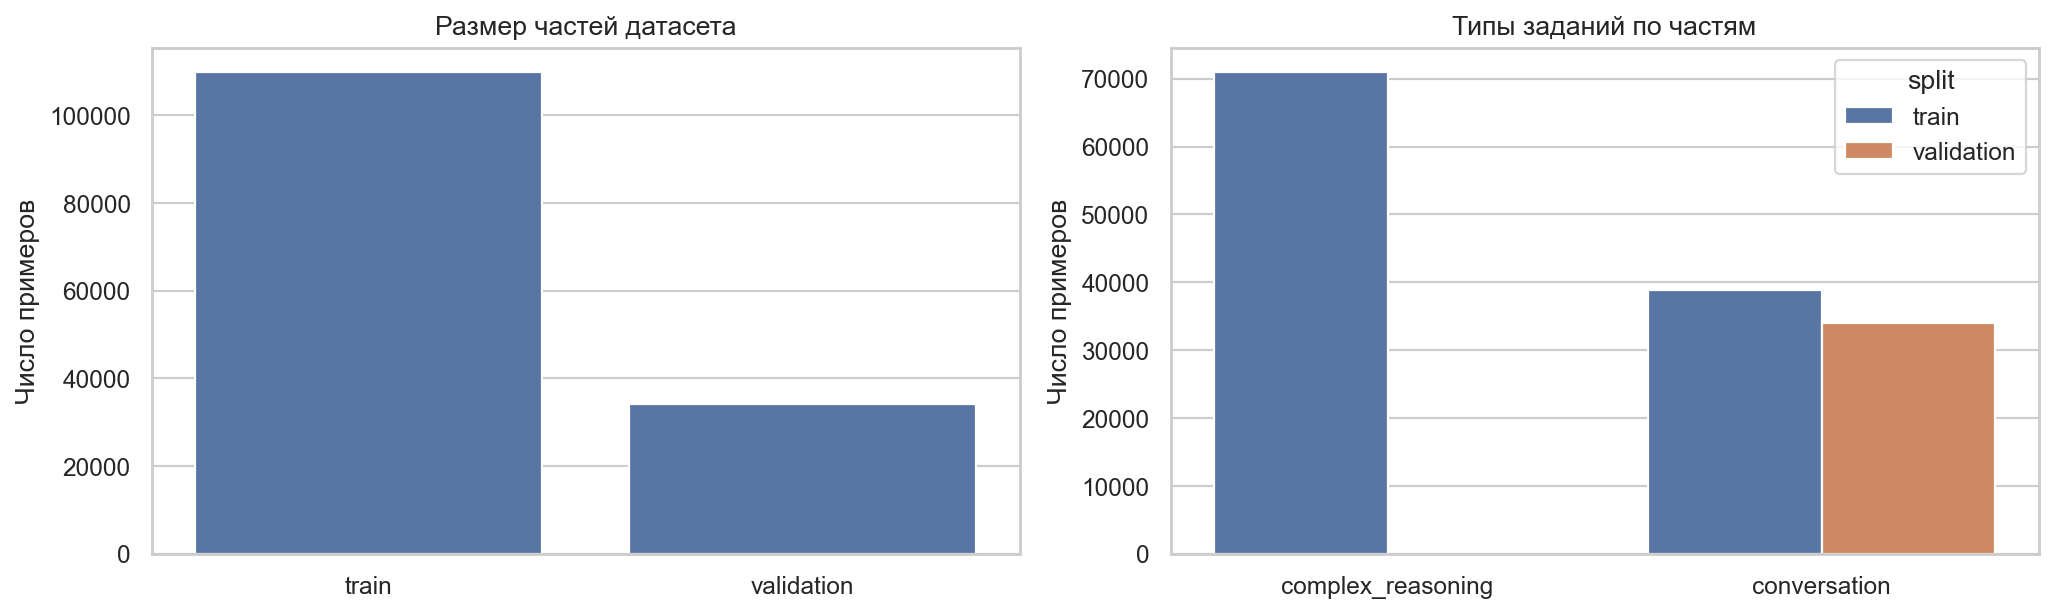 Размер частей датасета
Число примеров
100000
80000
60000
40000
20000
0
train
validation
Типы заданий по частям
Число примеров
70000
60000
50000
40000
30000
20000
10000
0
complex_reasoning
conversation
split
train
validation